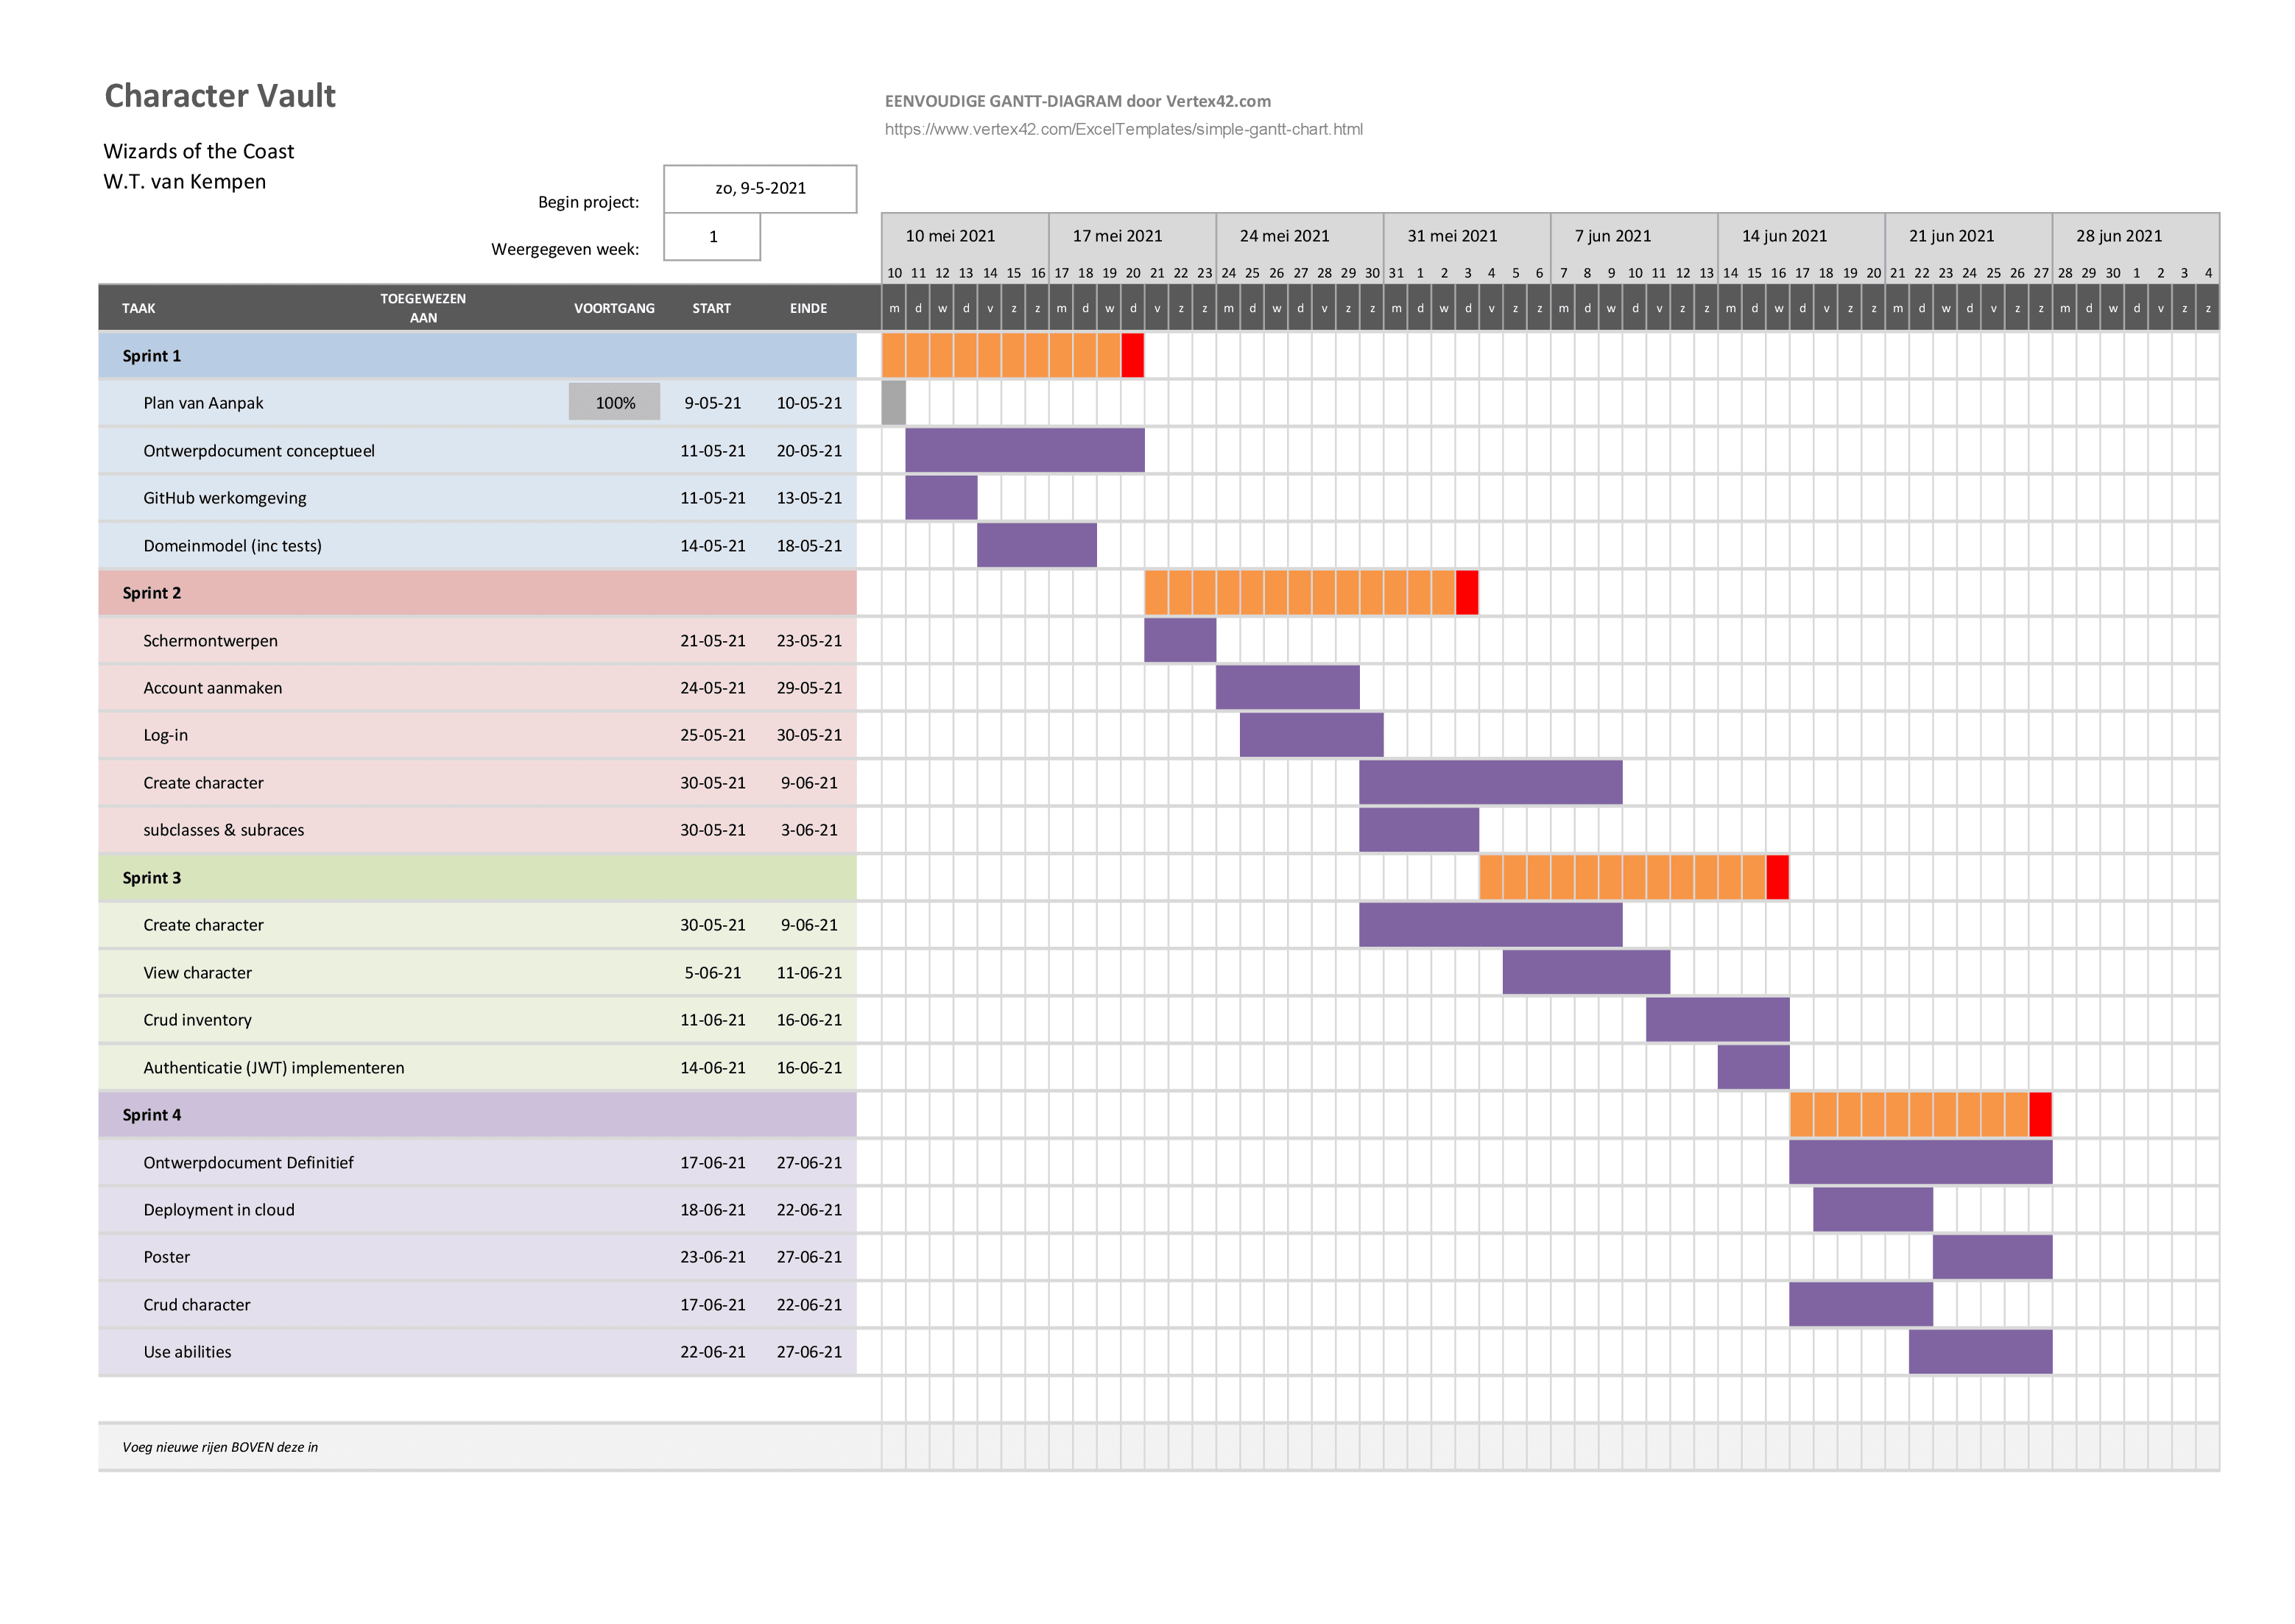 Character Vault
EENVOUDIGE GANTT-DIAGRAM door Vertex42.com
https://www.vertex42.com/ExcelTemplates/simple-gantt-chart.html
Wizards of the Coast
W.T. van Kempen
Begin project: zo, 9-5-2021
Weergegeven week: 1
10 mei 2021 17 mei 2021 24 mei 2021 31 mei 2021 7 jun 2021 14 jun 2021 21 jun 2021 28 jun 2021
10 11 12 13 14 15 16 17 18 19 20 21 22 23 24 25 26 27 28 29 30 31 1 2 3 4 5 6 7 8 9 10 11 12 13 14 15 16 17 18 19 20 21 22 23 24 25 26 27 28 29 30 1 2 3 4
TAAK TOEGEWEZEN AAN VOORTGANG START EINDE m d w d v z z m d w d v z z m d w d v z z m d w d v z z m d w d v z z m d w d v z z m d w d v z z m d w d v z z
Sprint 1
Plan van Aanpak 100% 9-05-21 10-05-21
Ontwerpdocument conceptueel 11-05-21 20-05-21
GitHub werkomgeving 11-05-21 13-05-21
Domeinmodel (inc tests) 14-05-21 18-05-21
Sprint 2
Schermontwerpen 21-05-21 23-05-21
Account aanmaken 24-05-21 29-05-21
Log-in 25-05-21 30-05-21
Create character 30-05-21 9-06-21
subclasses & subraces 30-05-21 3-06-21
Sprint 3
Create character 30-05-21 9-06-21
View character 5-06-21 11-06-21
Crud inventory 11-06-21 16-06-21
Authenticatie (JWT) implementeren 14-06-21 16-06-21
Sprint 4
Ontwerpdocument Definitief 17-06-21 27-06-21
Deployment in cloud 18-06-21 22-06-21
Poster 23-06-21 27-06-21
Crud character 17-06-21 22-06-21
Use abilities 22-06-21 27-06-21
Voeg nieuwe rijen BOVEN deze in